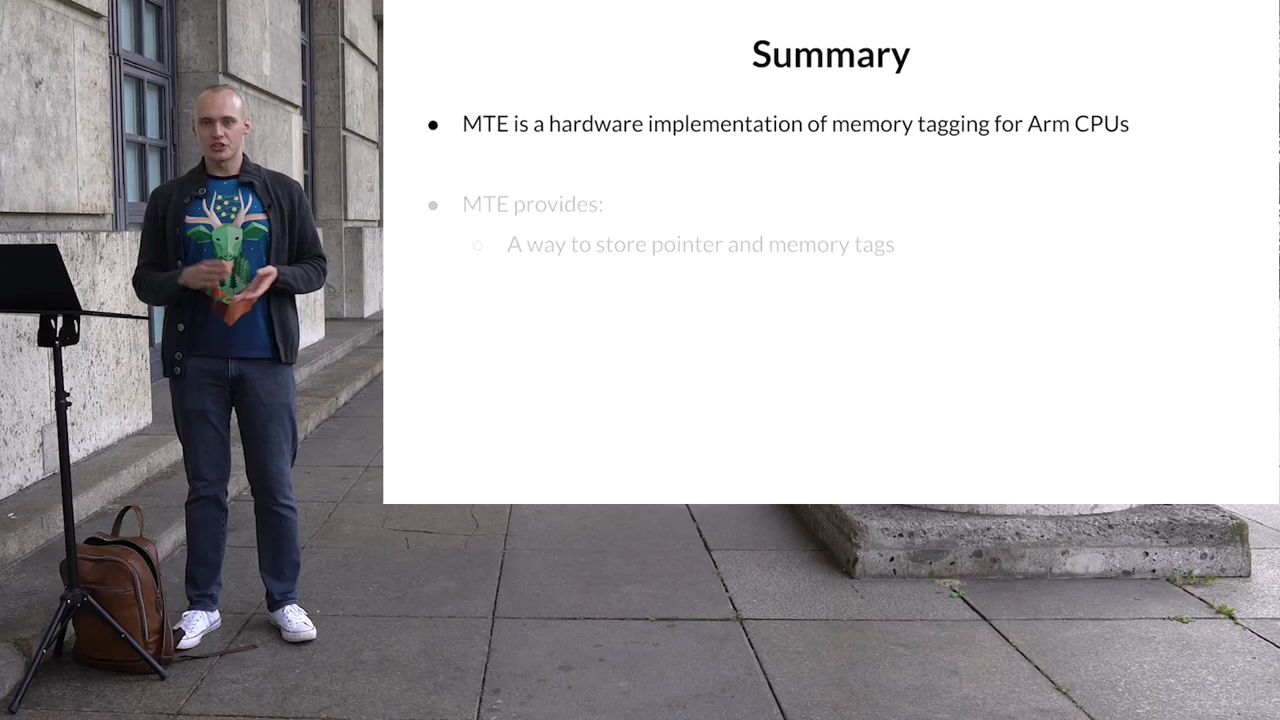 Summary
● MTE is a hardware implementation of memory tagging for Arm CPUs
● MTE provides:
○ A way to store pointer and memory tags